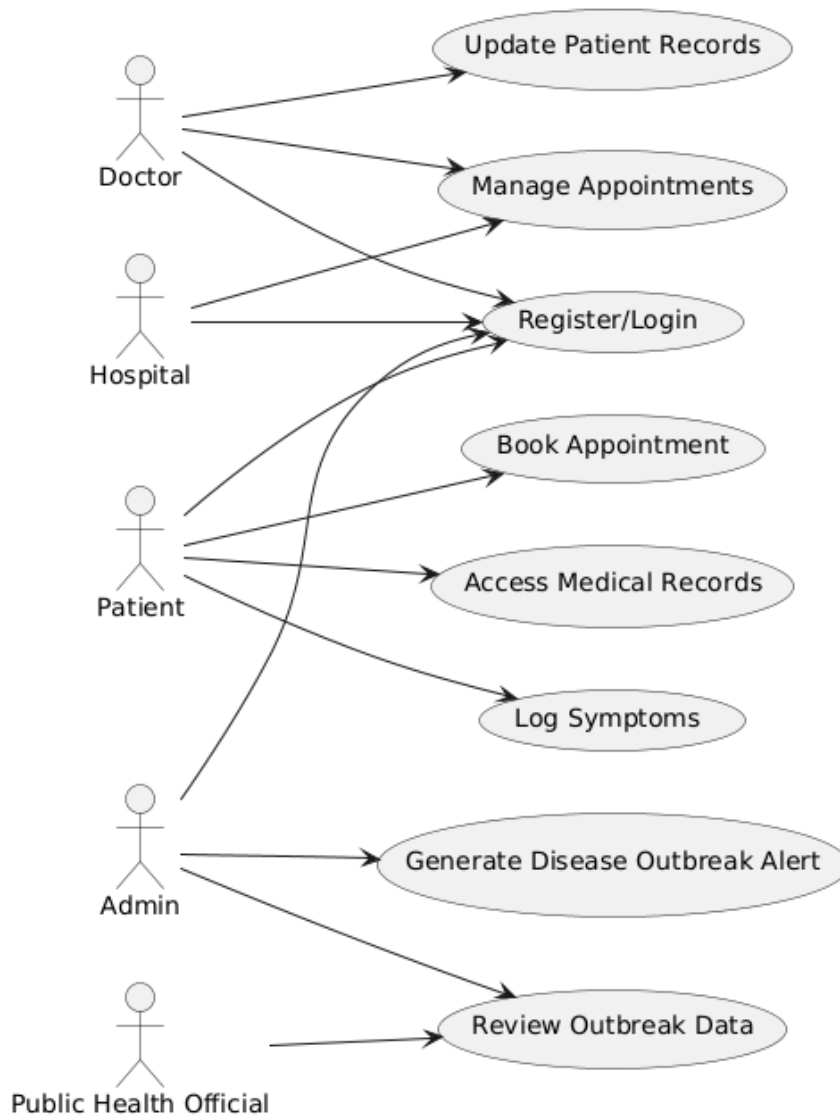 Update Patient Records
Doctor
Manage Appointments
Hospital
Register/Login
Book Appointment
Patient
Access Medical Records
Log Symptoms
Admin
Generate Disease Outbreak Alert
Review Outbreak Data
Public Health Official